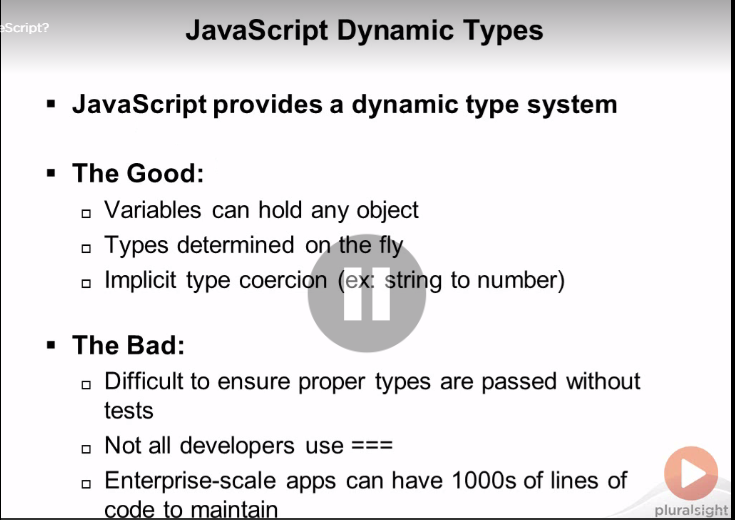 eScript?
JavaScript Dynamic Types
JavaScript provides a dynamic type system
The Good:
Variables can hold any object
Types determined on the fly
Implicit type coercion (ex: string to number)
The Bad:
Difficult to ensure proper types are passed without
tests
Not all developers use ===
Enterprise-scale apps can have 1000s of lines of
code to maintain
pluralsight